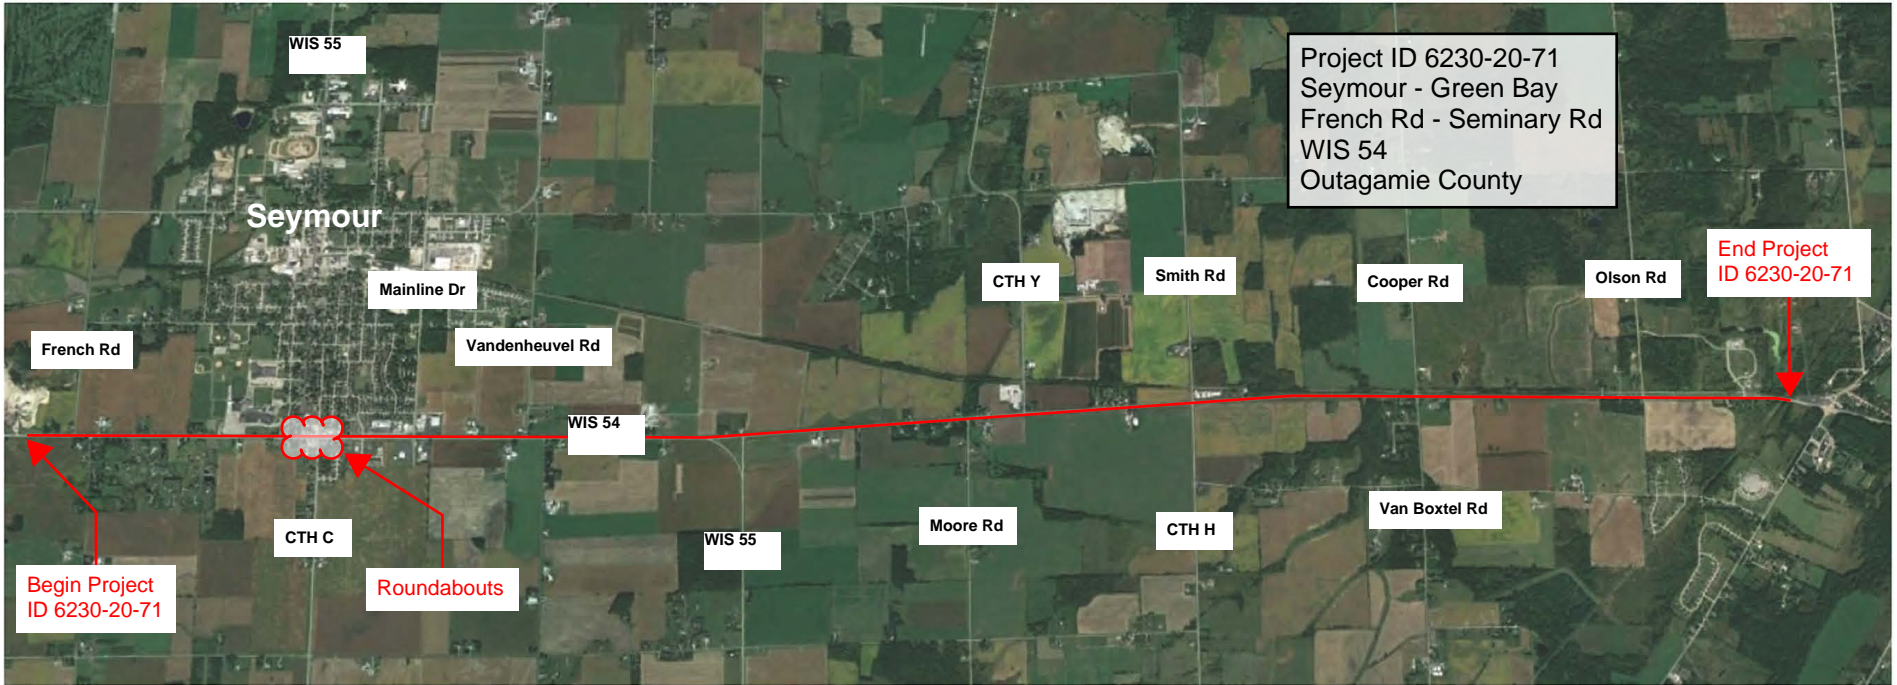 WIS 55
Project ID 6230-20-71
Seymour - Green Bay
French Rd - Seminary Rd
WIS 54
Outagamie County
Seymour
End Project
ID 6230-20-71
Mainline Dr
CTH Y
Smith Rd
Cooper Rd
Olson Rd
French Rd
Vandenheuvel Rd
WIS 54
CTH C
WIS 55
Moore Rd
CTH H
Van Boxtel Rd
Begin Project
ID 6230-20-71
Roundabouts